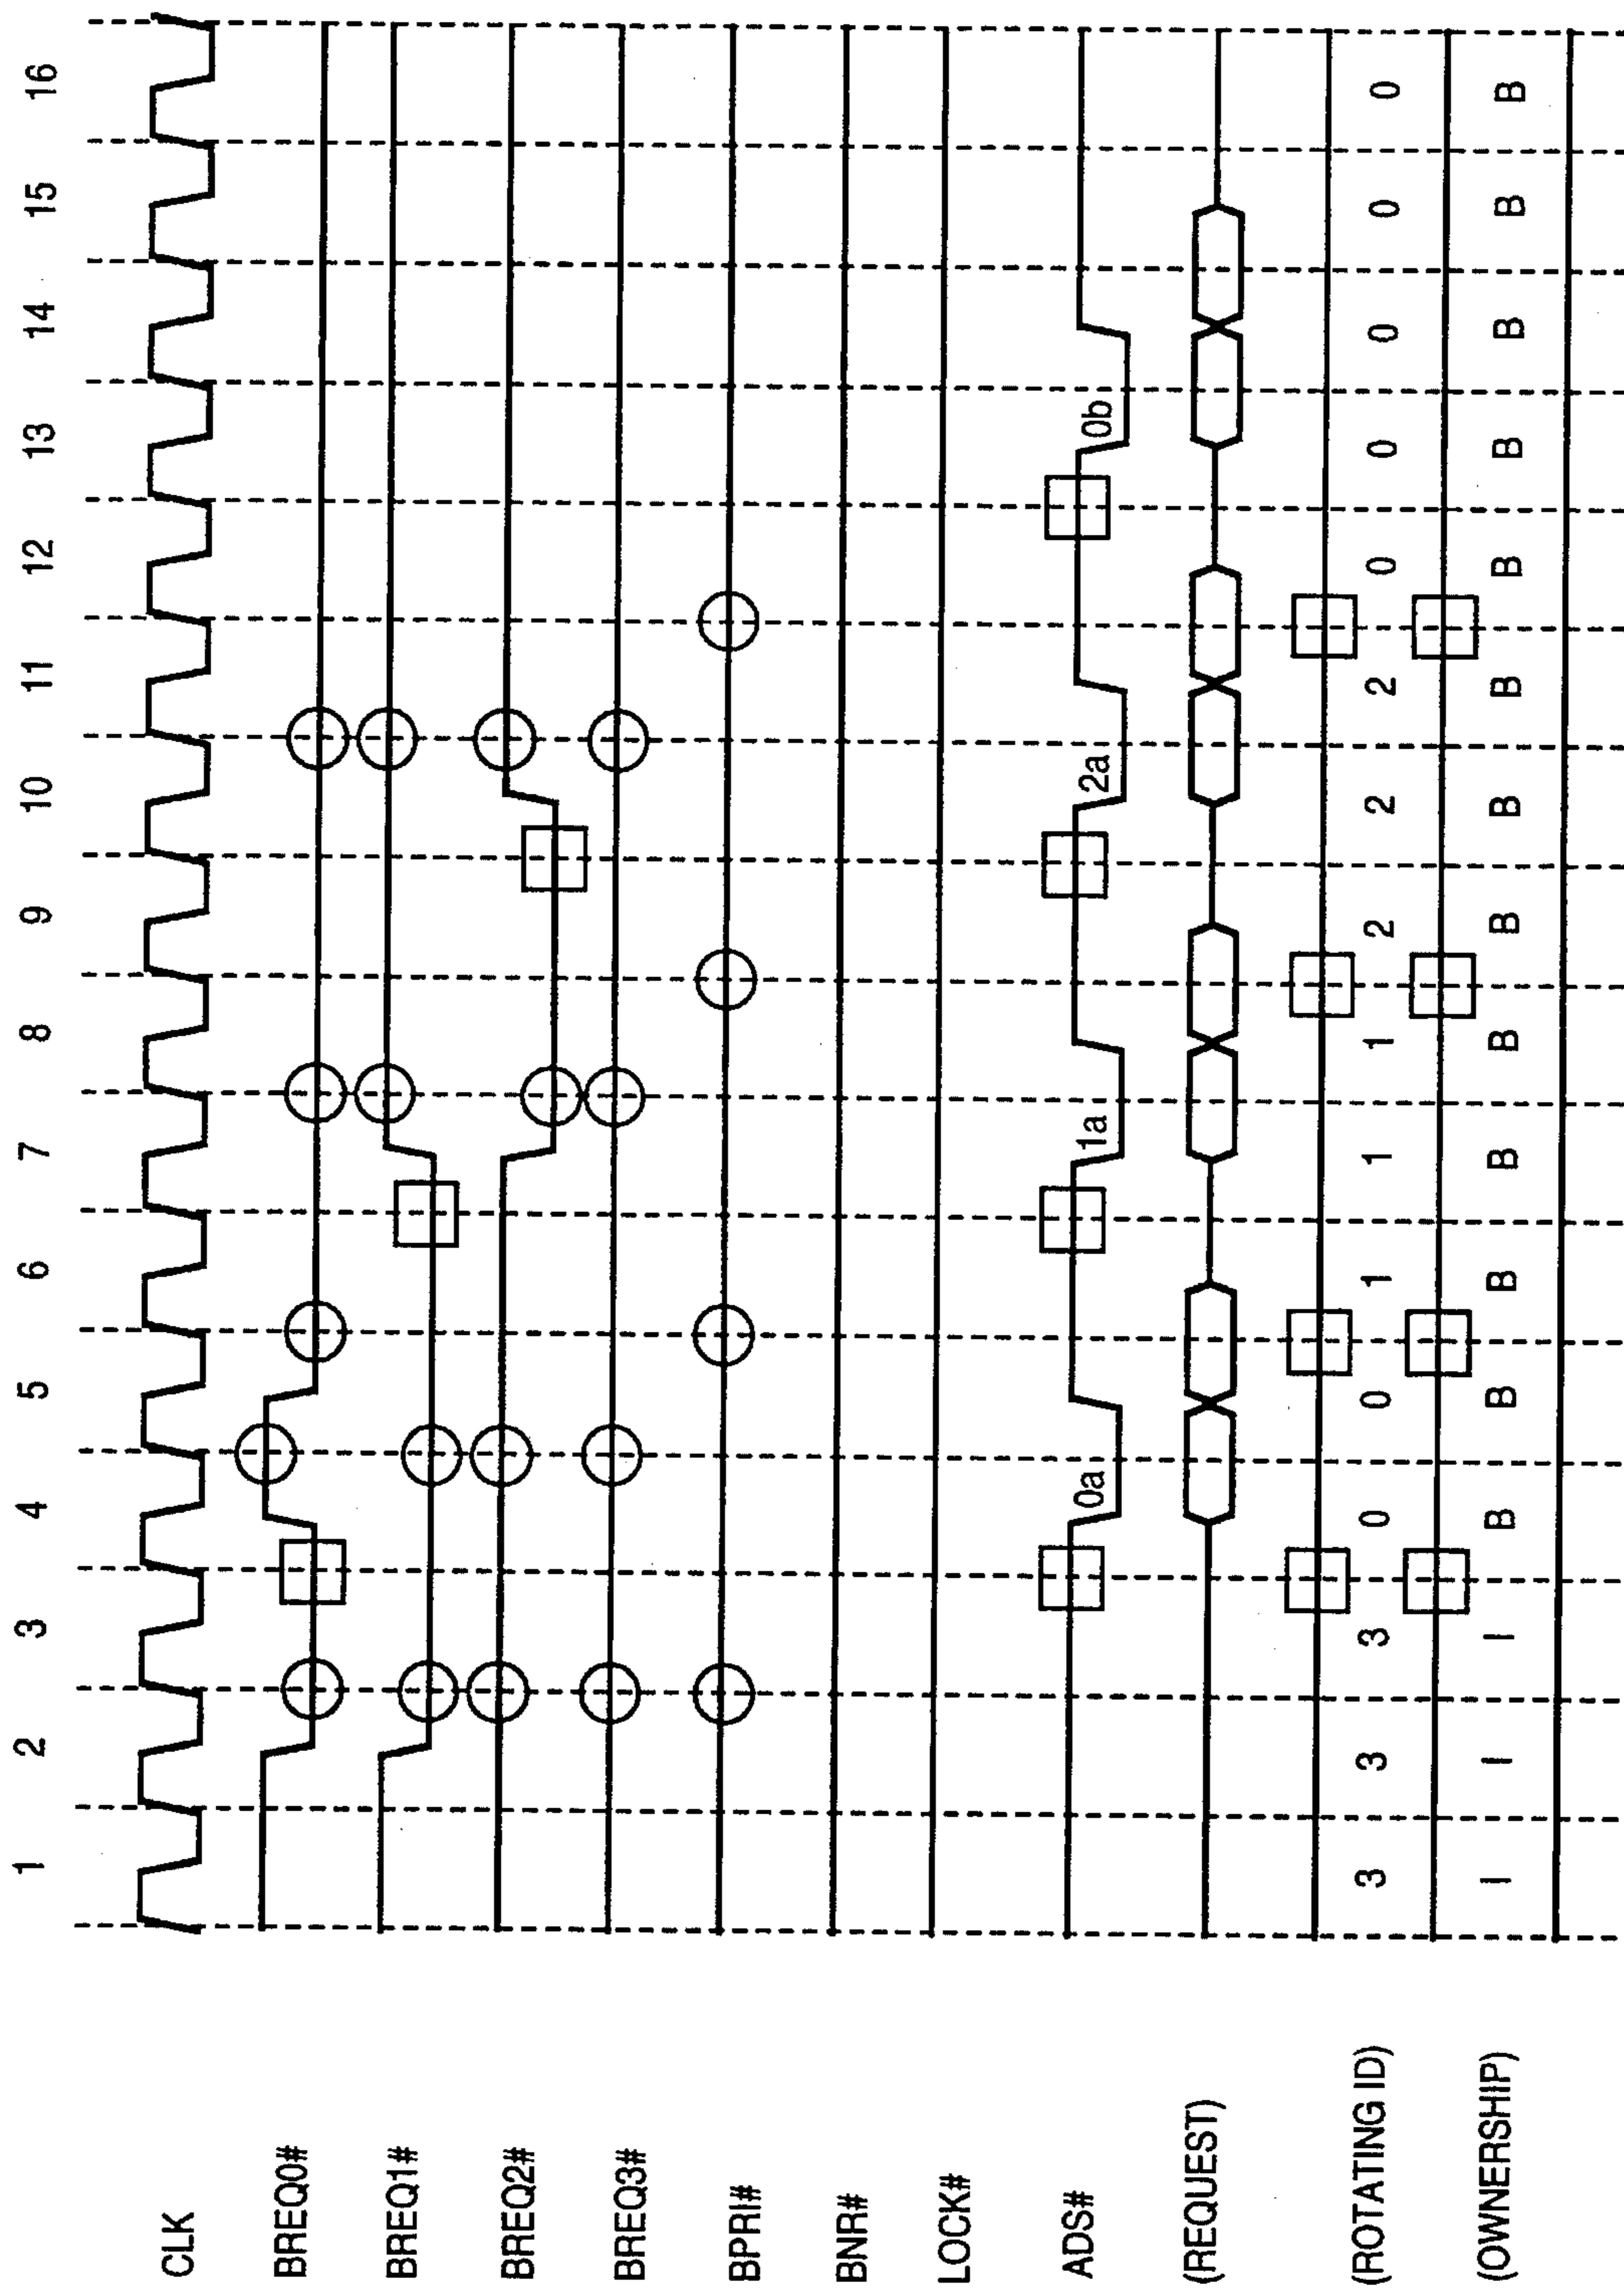 1 2 3 4 5 6 7 8 9 10 11 12 13 14 15 16
CLK
BREQ0#
BREQ1#
BREQ2#
BREQ3#
BPRI#
BNR#
LOCK#
ADS# 0a 1a 2a 0b
(REQUEST)
(ROTATING ID) 3 3 3 0 0 1 1 1 2 2 2 0 0 0 0 0
(OWNERSHIP) I I I B B B B B B B B B B B B B